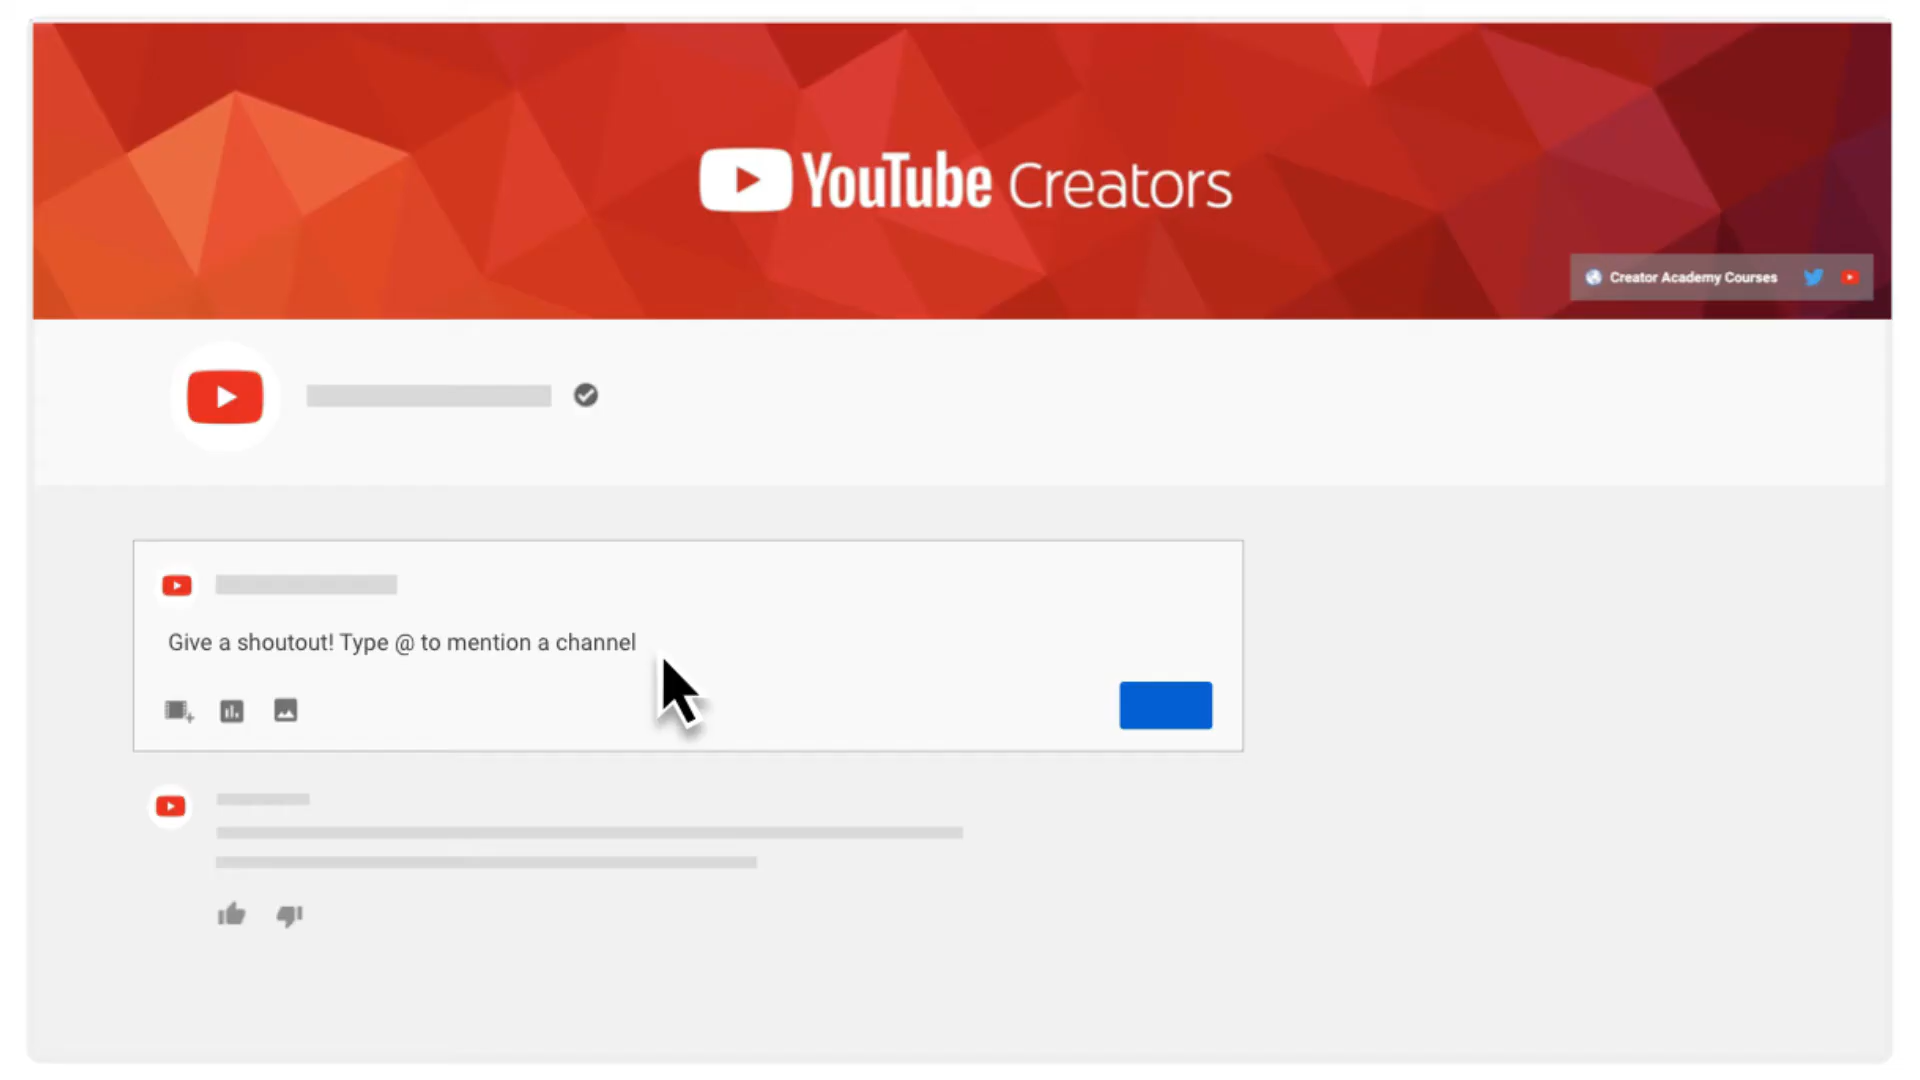 YouTube Creators
Creator Academy Courses
Give a shoutout! Type @ to mention a channel